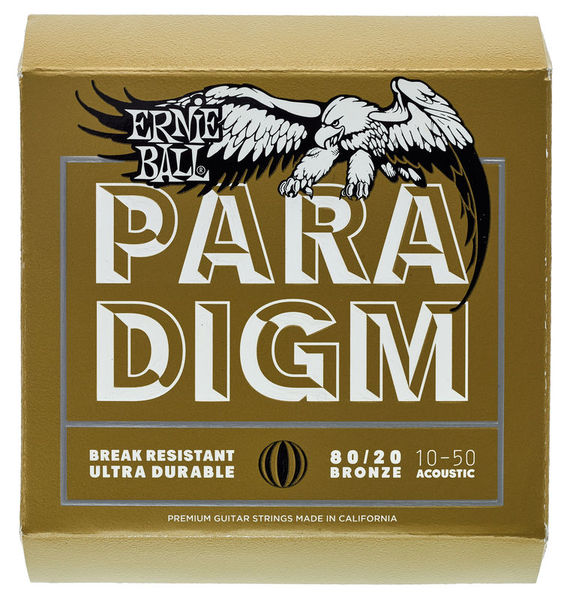 ERNIE
BALL®
PARA
DIGM
BREAK RESISTANT
ULTRA DURABLE
80/20
BRONZE
10-50
ACOUSTIC
PREMIUM GUITAR STRINGS MADE IN CALIFORNIA